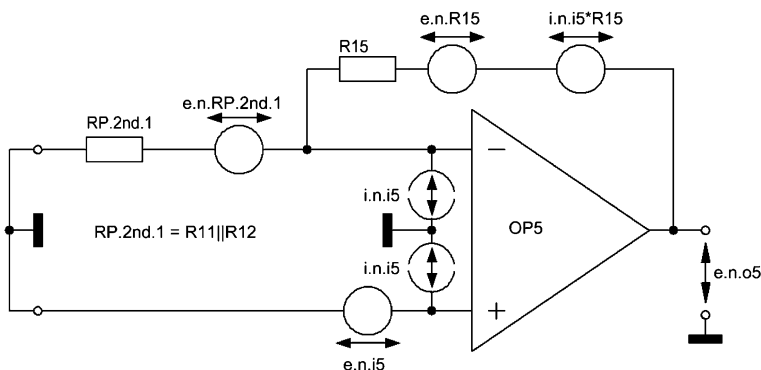 e.n.R15
i.n.i5*R15
R15
e.n.RP.2nd.1
RP.2nd.1
−
i.n.i5
RP.2nd.1 = R11||R12
OP5
i.n.i5
e.n.o5
+
e.n.i5